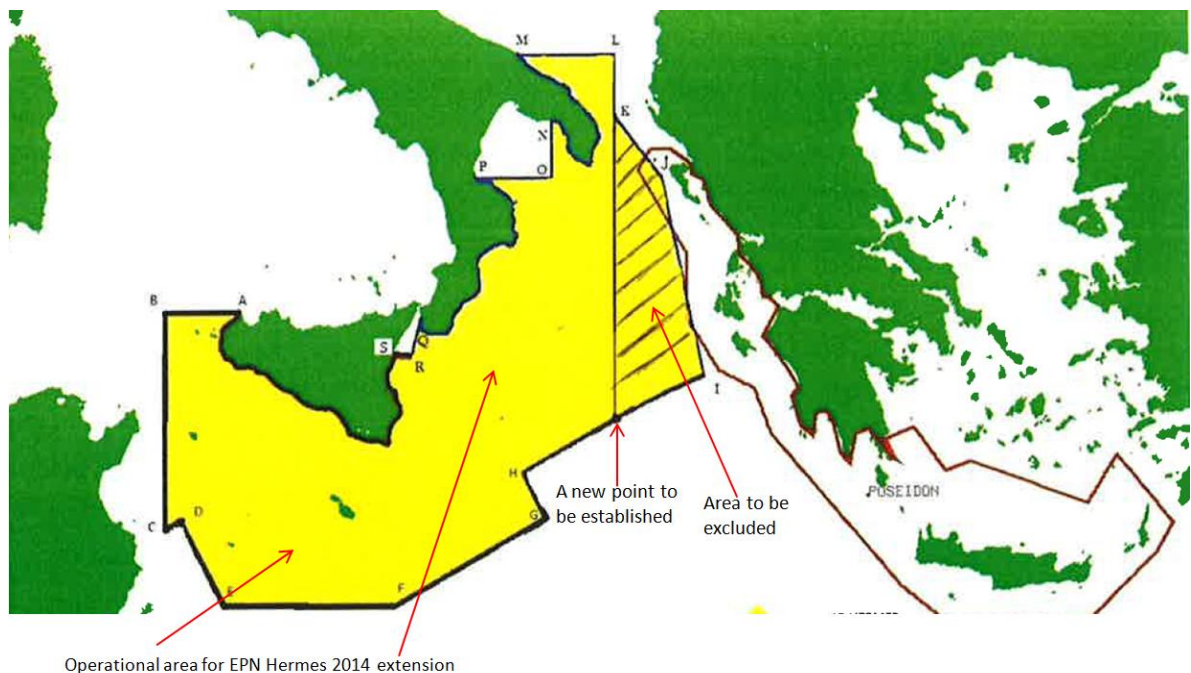 M
L
K
N
J
P
O
B
A
Q
S
R
I
H
A new point to
be established
Area to be
excluded
POSEIDON
G
C
D
E
F
Operational area for EPN Hermes 2014 extension